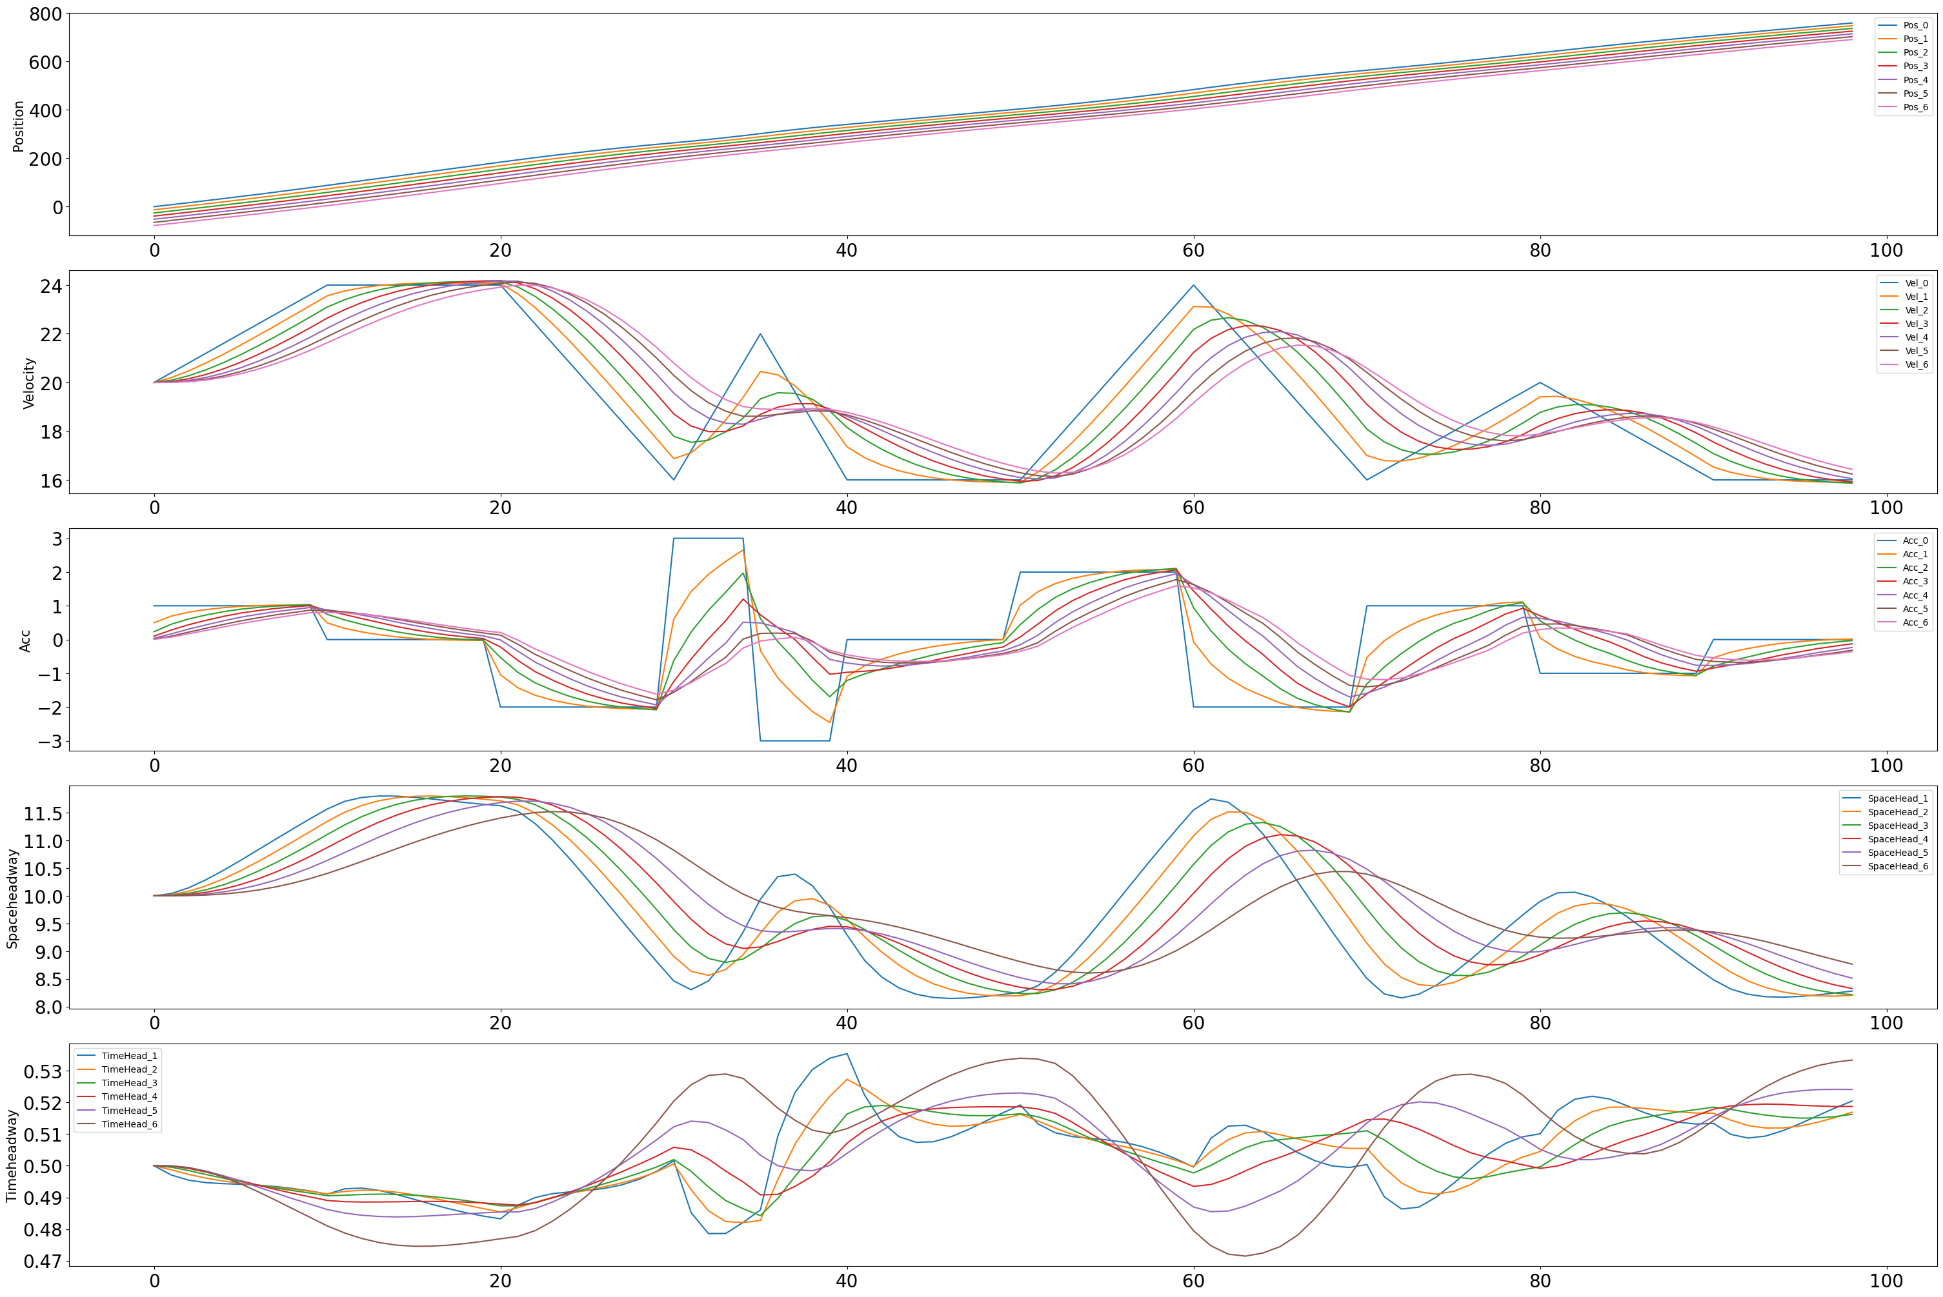 800
600
400
200
0
Position
0 20 40 60 80 100
Pos_0
Pos_1
Pos_2
Pos_3
Pos_4
Pos_5
Pos_6
24
22
20
18
16
Velocity
0 20 40 60 80 100
Vel_0
Vel_1
Vel_2
Vel_3
Vel_4
Vel_5
Vel_6
3
2
1
0
−1
−2
−3
Acc
0 20 40 60 80 100
Acc_0
Acc_1
Acc_2
Acc_3
Acc_4
Acc_5
Acc_6
11.5
11.0
10.5
10.0
9.5
9.0
8.5
8.0
Spaceheadway
0 20 40 60 80 100
SpaceHead_1
SpaceHead_2
SpaceHead_3
SpaceHead_4
SpaceHead_5
SpaceHead_6
0.53
0.52
0.51
0.50
0.49
0.48
0.47
Timeheadway
0 20 40 60 80 100
TimeHead_1
TimeHead_2
TimeHead_3
TimeHead_4
TimeHead_5
TimeHead_6